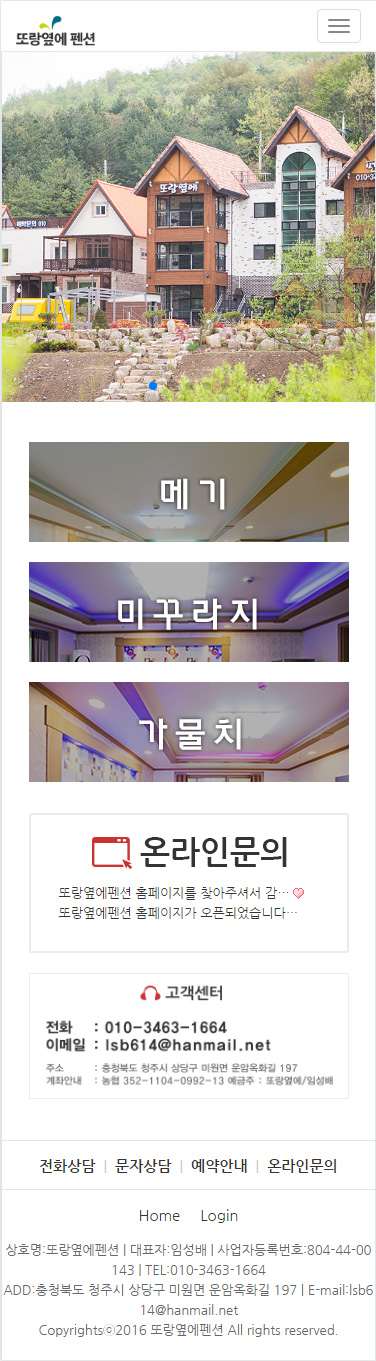 또랑옆에 펜션
또랑옆에
메기
미꾸라지
가물치
온라인문의
또랑옆에펜션 홈페이지를 찾아주셔서 감…
또랑옆에펜션 홈페이지가 오픈되었습니다…
고객센터
전화 : 010-3463-1664
이메일 : lsb614@hanmail.net
주소 : 충청북도 청주시 상당구 미원면 운암옥화길 197
계좌안내 : 농협 352-1104-0992-13 예금주 : 또랑옆에/임성배
전화상담 | 문자상담 | 예약안내 | 온라인문의
Home Login
상호명:또랑옆에펜션 | 대표자:임성배 | 사업자등록번호:804-44-00
143 | TEL:010-3463-1664
ADD:충청북도 청주시 상당구 미원면 운암옥화길 197 | E-mail:lsb6
14@hanmail.net
Copyrightsⓒ2016 또랑옆에펜션 All rights reserved.